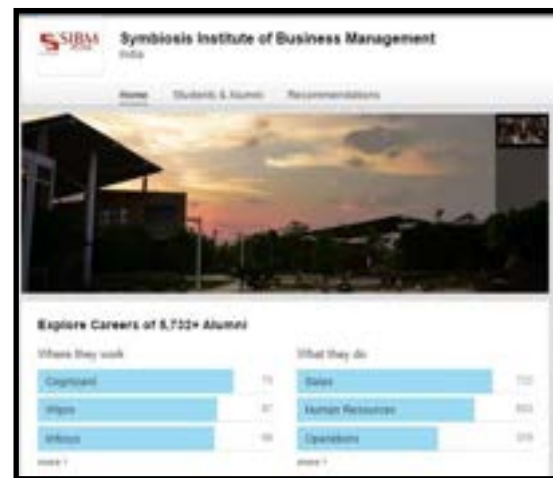 SIBM
Symbiosis Institute of Business Management
India
Home Students & Alumni Recommendations
Explore Careers of 5,732+ Alumni
Where they work
What they do
Cognizant
Sales
Wipro
Human Resources
Infosys
Operations
more
more